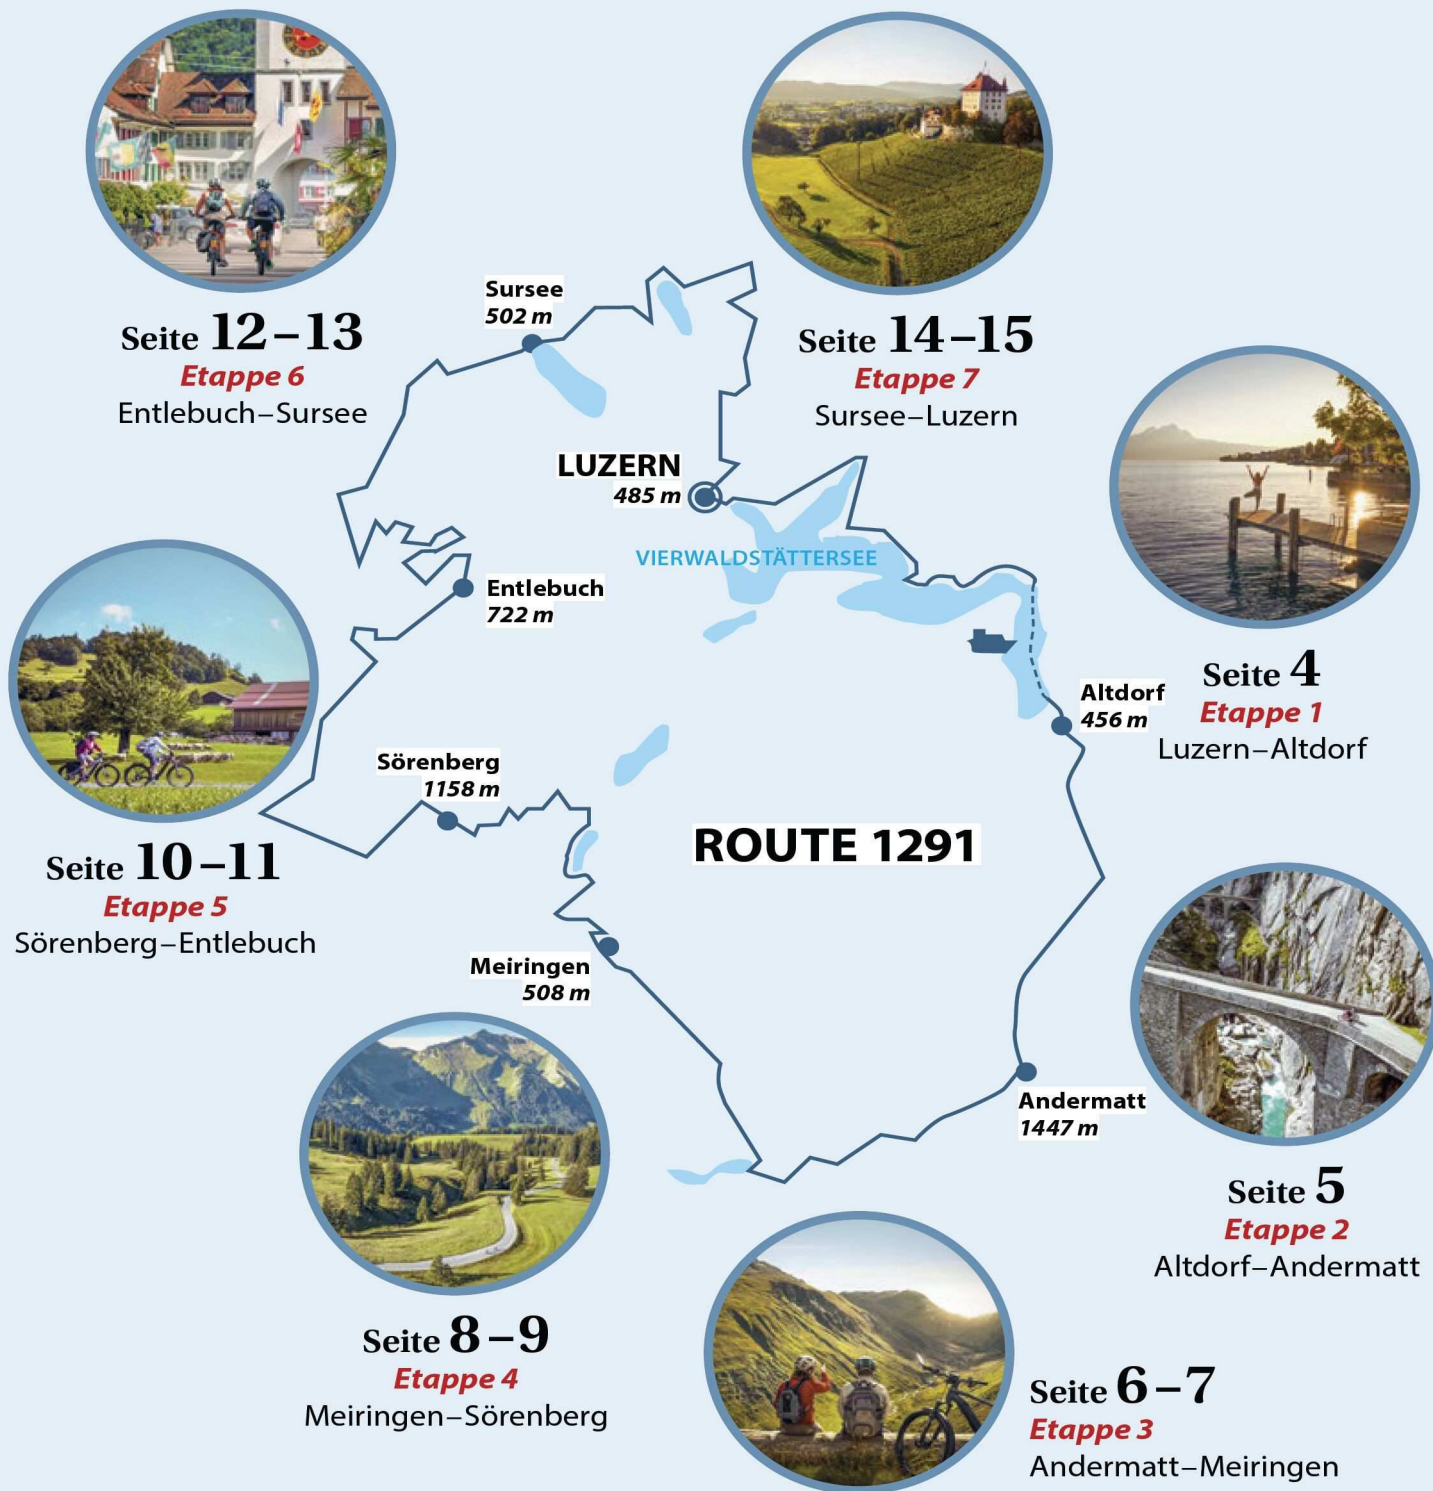 Seite 12–13
Etappe 6
Entlebuch–Sursee
Seite 14–15
Etappe 7
Sursee–Luzern
Sursee
502 m
LUZERN
485 m
VIERWALDSTÄTTERSEE
Entlebuch
722 m
Seite 4
Etappe 1
Luzern–Altdorf
Altdorf
456 m
Sörenberg
1158 m
ROUTE 1291
Seite 10–11
Etappe 5
Sörenberg–Entlebuch
Meiringen
508 m
Andermatt
1447 m
Seite 5
Etappe 2
Altdorf–Andermatt
Seite 8–9
Etappe 4
Meiringen–Sörenberg
Seite 6–7
Etappe 3
Andermatt–Meiringen